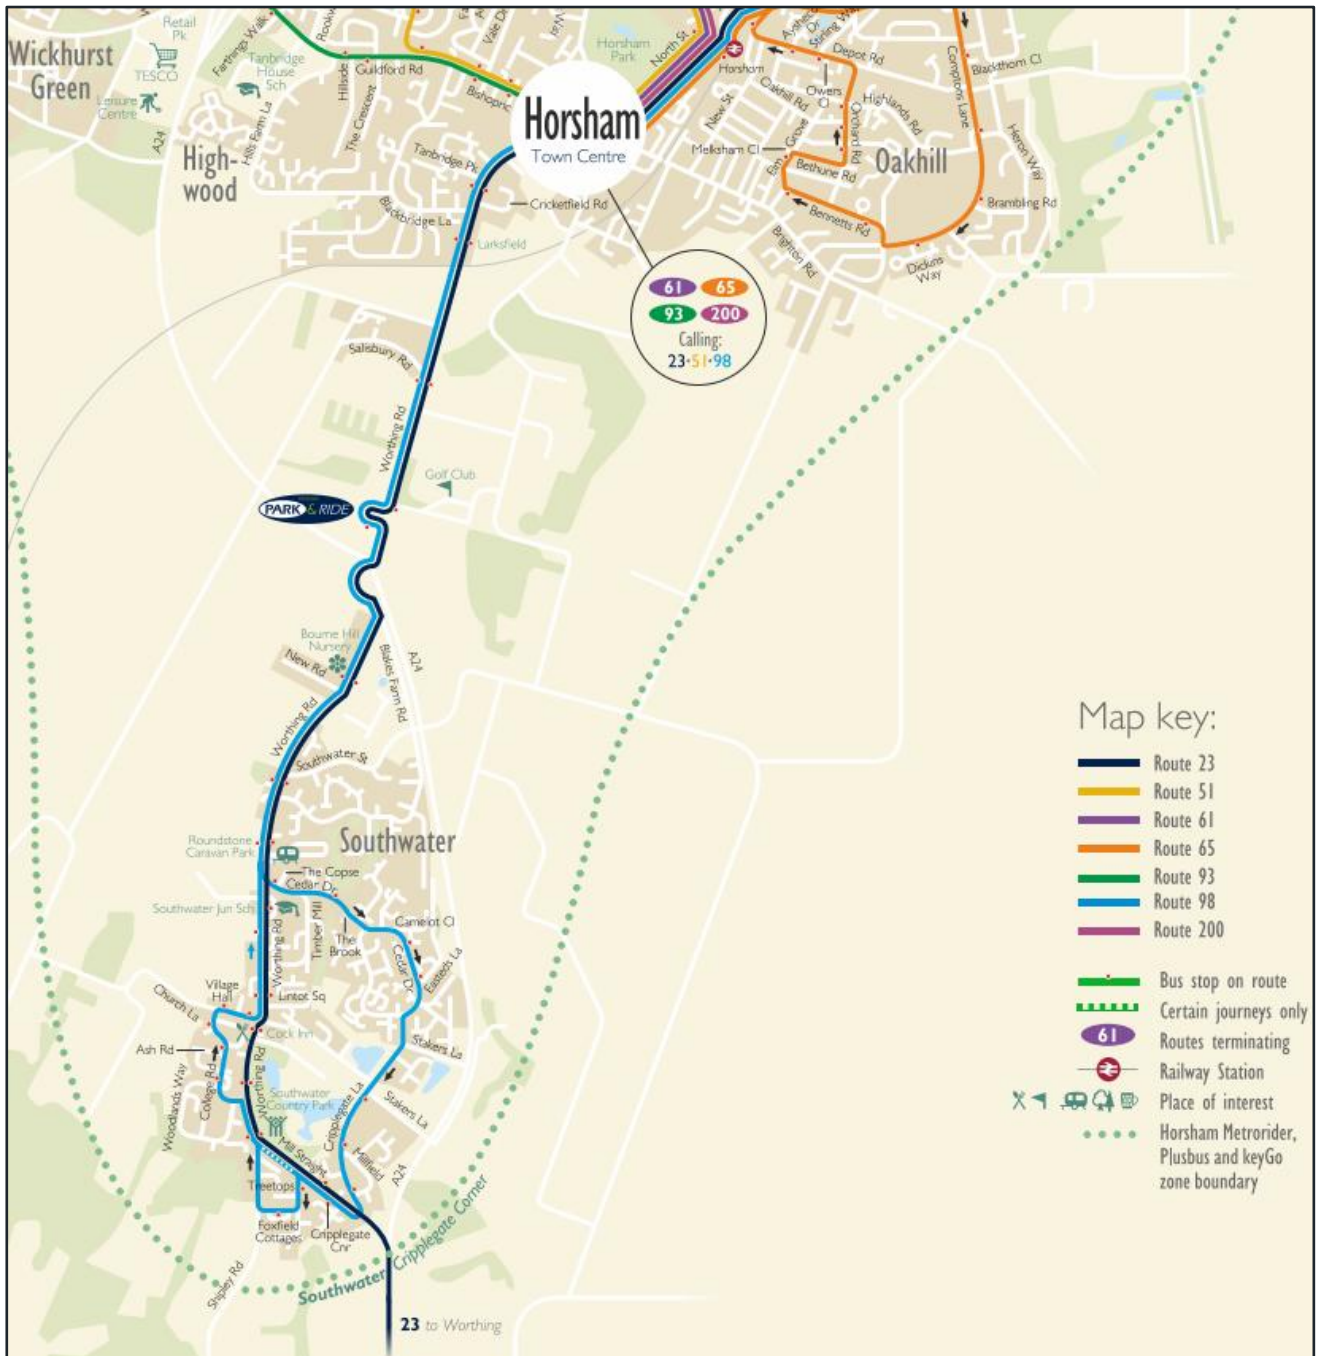 Retail
Pk
Wickhurst
Green
TESCO
Leisure
Centre
A24
Farthings Walk
Tanbridge
House
Sch
Hillside
Guildford Rd
The Crescent
Hills Farm La
High-
wood
Vale Dr
Bishopric
Horsham
Town Centre
Tanbridge Pk
Blackbridge La
Cricketfield Rd
Larksfield
Horsham
Park
North St
Horsham
New St
Stirling Way
Depot Rd
Owers
Cl
Oakhill Rd
Highlands Rd
Orchard Rd
Melksham Cl
Elm Grove
Bethune Rd
Oakhill
Bennetts Rd
Brighton Rd
Dickins
Way
Comptons Lane
Blackthorn Cl
Heron Way
Brambling Rd
61 65
93 200
Calling:
23·51·98
Salisbury Rd
Worthing Rd
Golf Club
PARK & RIDE
Bourne Hill
Nursery
New Rd
Blakes Farm Rd
A24
Worthing Rd
Southwater St
Roundstone
Caravan Park
Southwater
The Copse
Cedar Dr
Southwater Jun Sch
Worthing Rd
Timber Mill
The
Brook
Camelot Cl
Cedar Dr
Easteds La
Village
Hall
Church La
Lintot Sq
Cock Inn
Ash Rd
Stakers La
Woodlands Way
College Rd
Worthing Rd
Southwater
Country Park
Cripplegate La
Stakers La
Mill Straight
Millfield
A24
Treetops
Foxfield
Cottages
Cripplegate
Cnr
Shipley Rd
Southwater Cripplegate Corner
23 to Worthing
Map key:
Route 23
Route 51
Route 61
Route 65
Route 93
Route 98
Route 200
Bus stop on route
Certain journeys only
61 Routes terminating
Railway Station
Place of interest
Horsham Metrorider,
Plusbus and keyGo
zone boundary